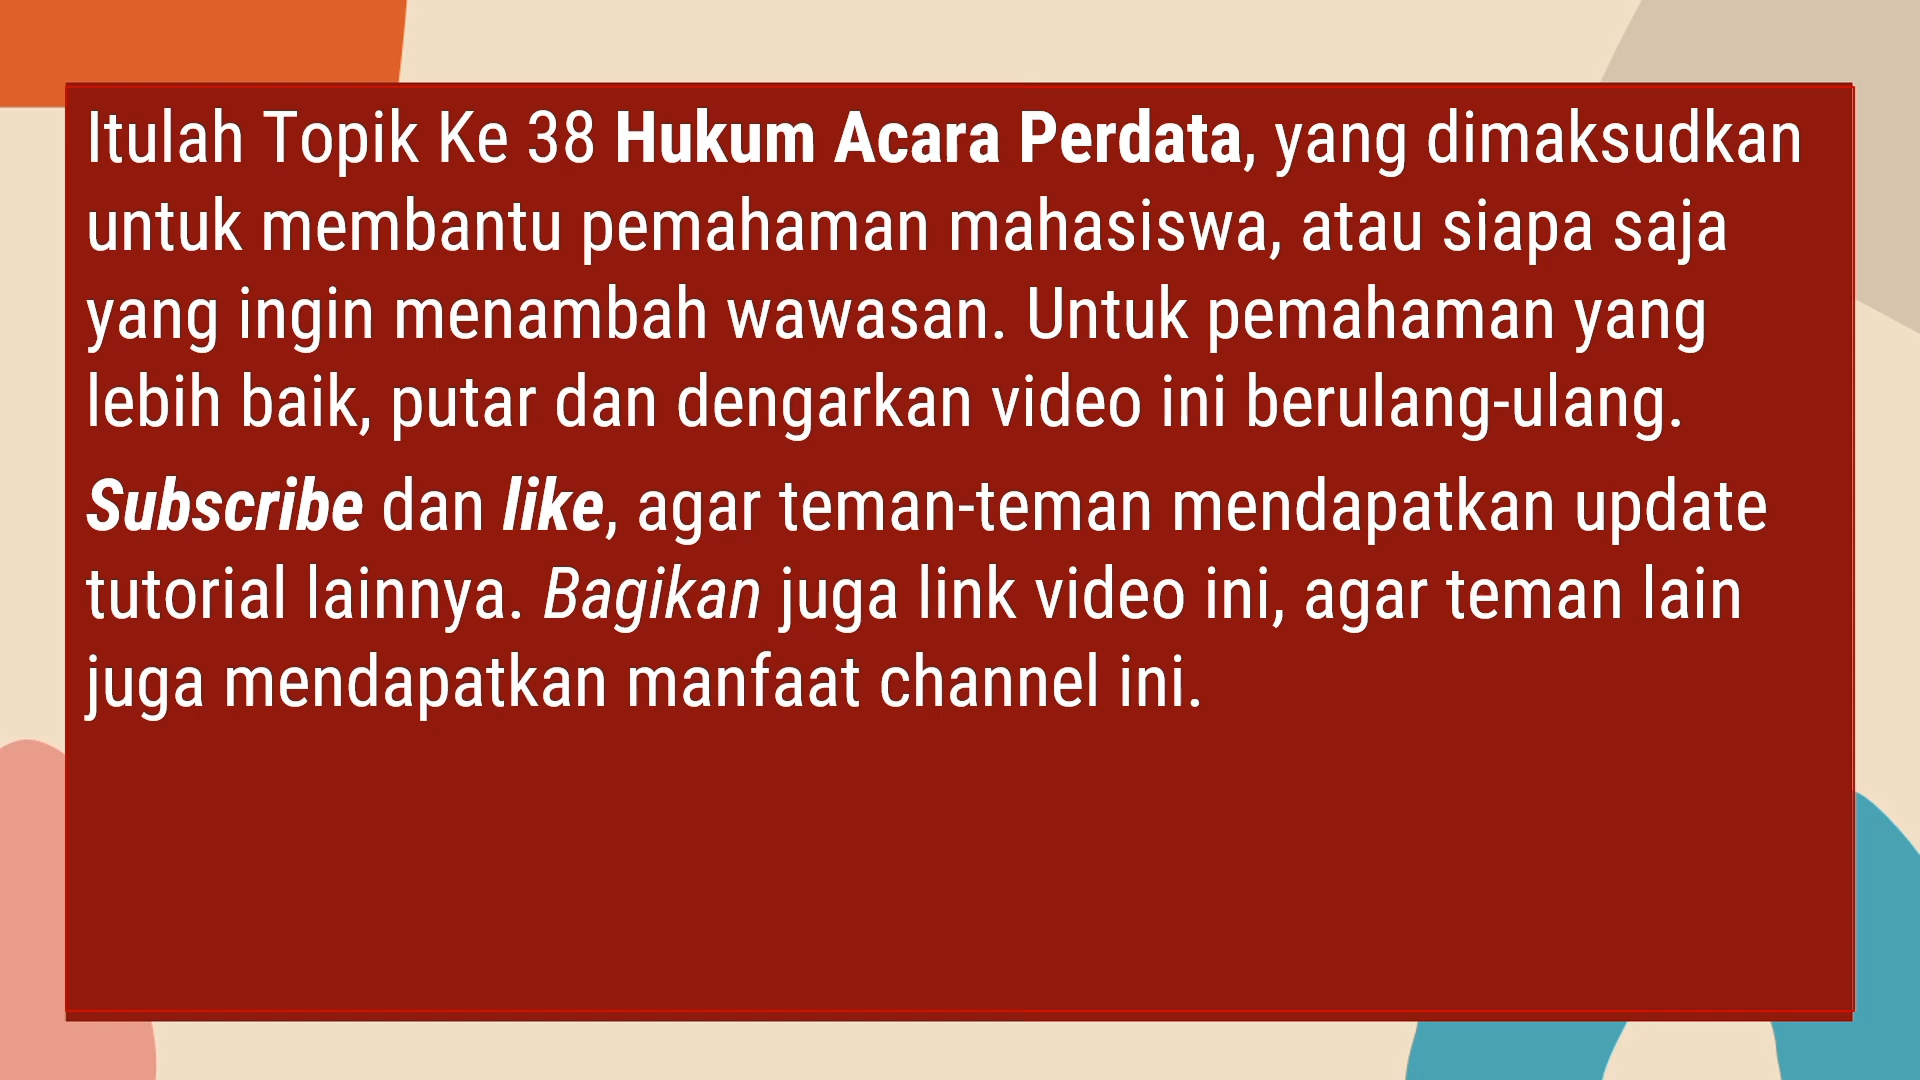 Itulah Topik Ke 38 Hukum Acara Perdata, yang dimaksudkan
untuk membantu pemahaman mahasiswa, atau siapa saja
yang ingin menambah wawasan. Untuk pemahaman yang
lebih baik, putar dan dengarkan video ini berulang-ulang.
Subscribe dan like, agar teman-teman mendapatkan update
tutorial lainnya. Bagikan juga link video ini, agar teman lain
juga mendapatkan manfaat channel ini.